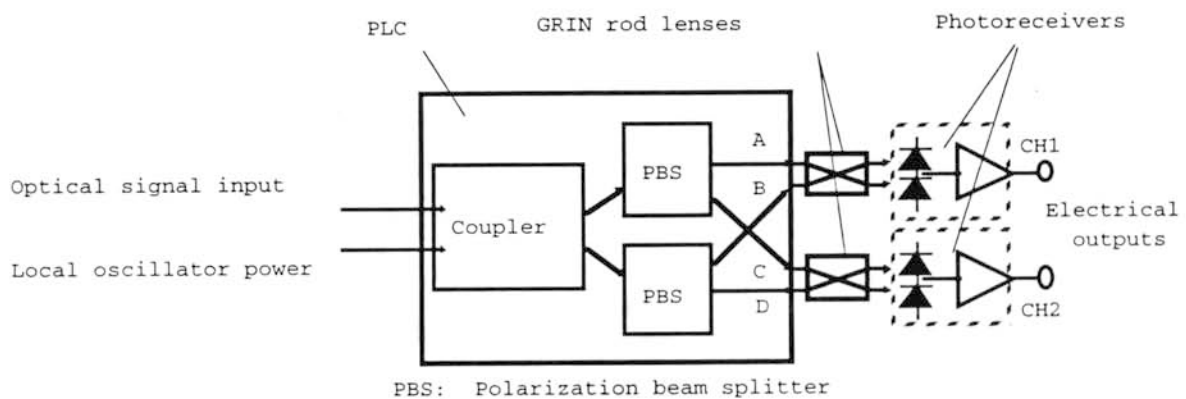 PLC
GRIN rod lenses
Photoreceivers
A
PBS
B
CH1
Optical signal input
Coupler
Electrical
outputs
Local oscillator power
C
PBS
D
CH2
PBS: Polarization beam splitter